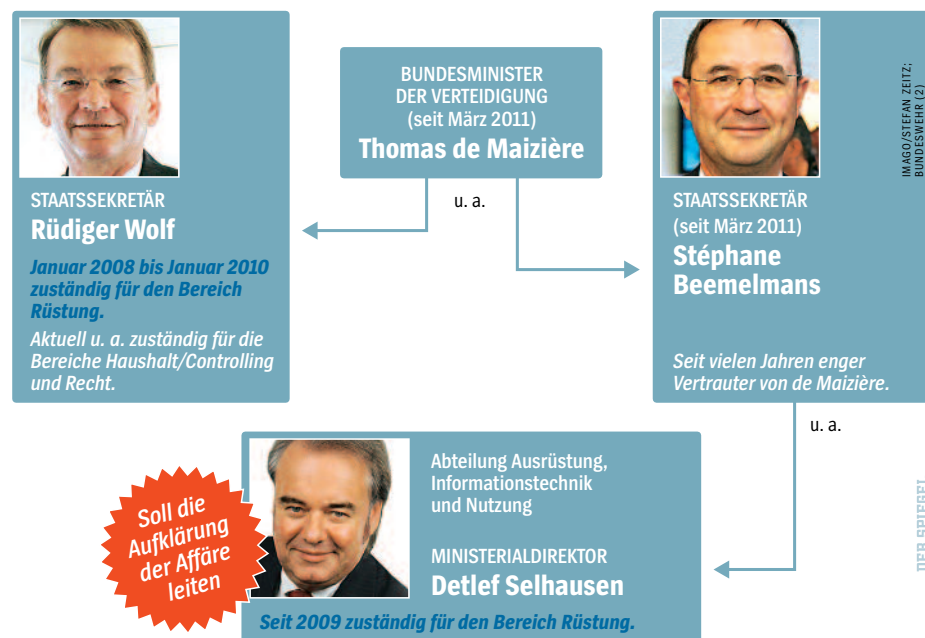 BUNDESMINISTER
DER VERTEIDIGUNG
(seit März 2011)
Thomas de Maizière
u. a.
STAATSSEKRETÄR
Rüdiger Wolf
Januar 2008 bis Januar 2010
zuständig für den Bereich
Rüstung.
Aktuell u. a. zuständig für die
Bereiche Haushalt/Controlling
und Recht.
STAATSSEKRETÄR
(seit März 2011)
Stéphane
Beemelmans
Seit vielen Jahren enger
Vertrauter von de Maizière.
u. a.
Soll die
Aufklärung
der Affäre
leiten
Abteilung Ausrüstung,
Informationstechnik
und Nutzung
MINISTERIALDIREKTOR
Detlef Selhausen
Seit 2009 zuständig für den Bereich Rüstung.
IMAGO/STEFAN ZEITZ;
BUNDESWEHR (2)
DER SPIEGEL